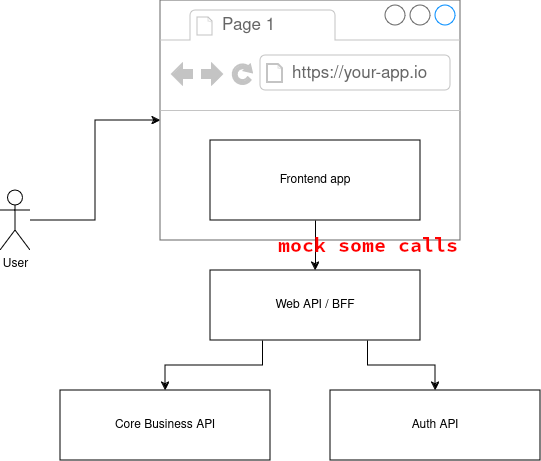 Page 1
https://your-app.io
Frontend app
User
mock some calls
Web API / BFF
Core Business API
Auth API